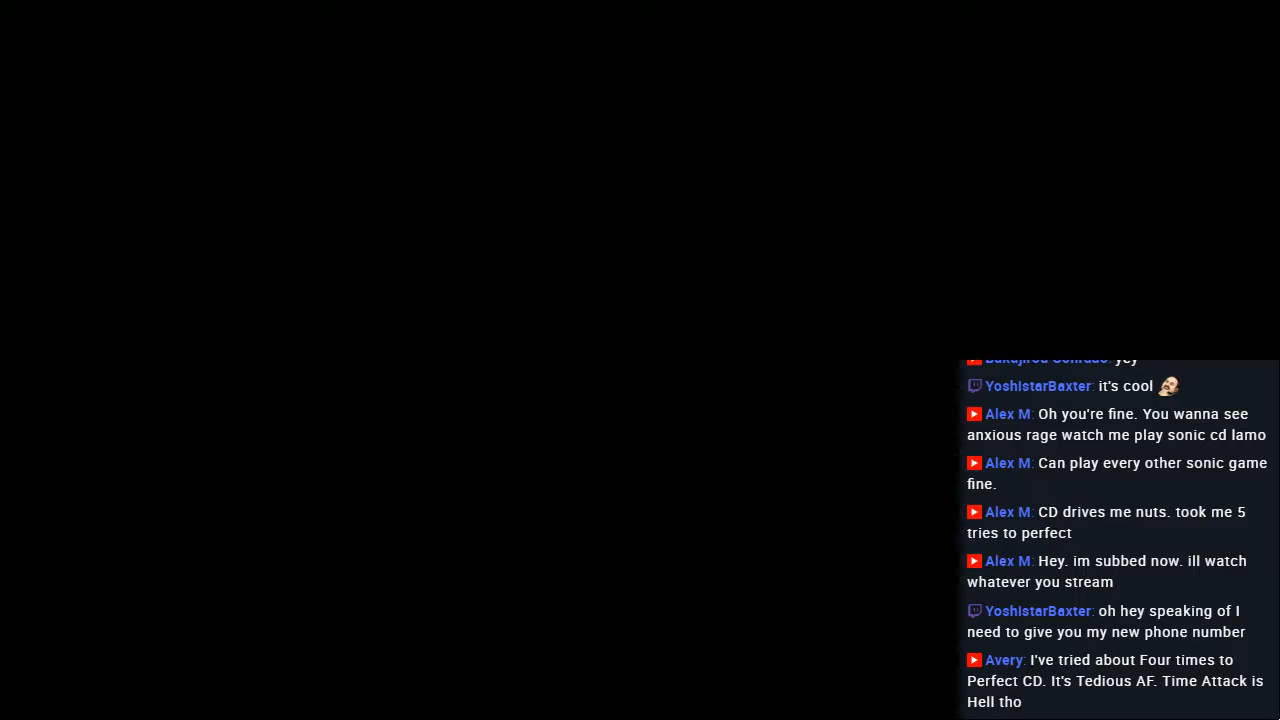 yey
YoshistarBaxter: it's cool
Alex M: Oh you're fine. You wanna see
anxious rage watch me play sonic cd lamo
Alex M: Can play every other sonic game
fine.
Alex M: CD drives me nuts. took me 5
tries to perfect
Alex M: Hey. im subbed now. ill watch
whatever you stream
YoshistarBaxter: oh hey speaking of I
need to give you my new phone number
Avery: I've tried about Four times to
Perfect CD. It's Tedious AF. Time Attack is
Hell tho